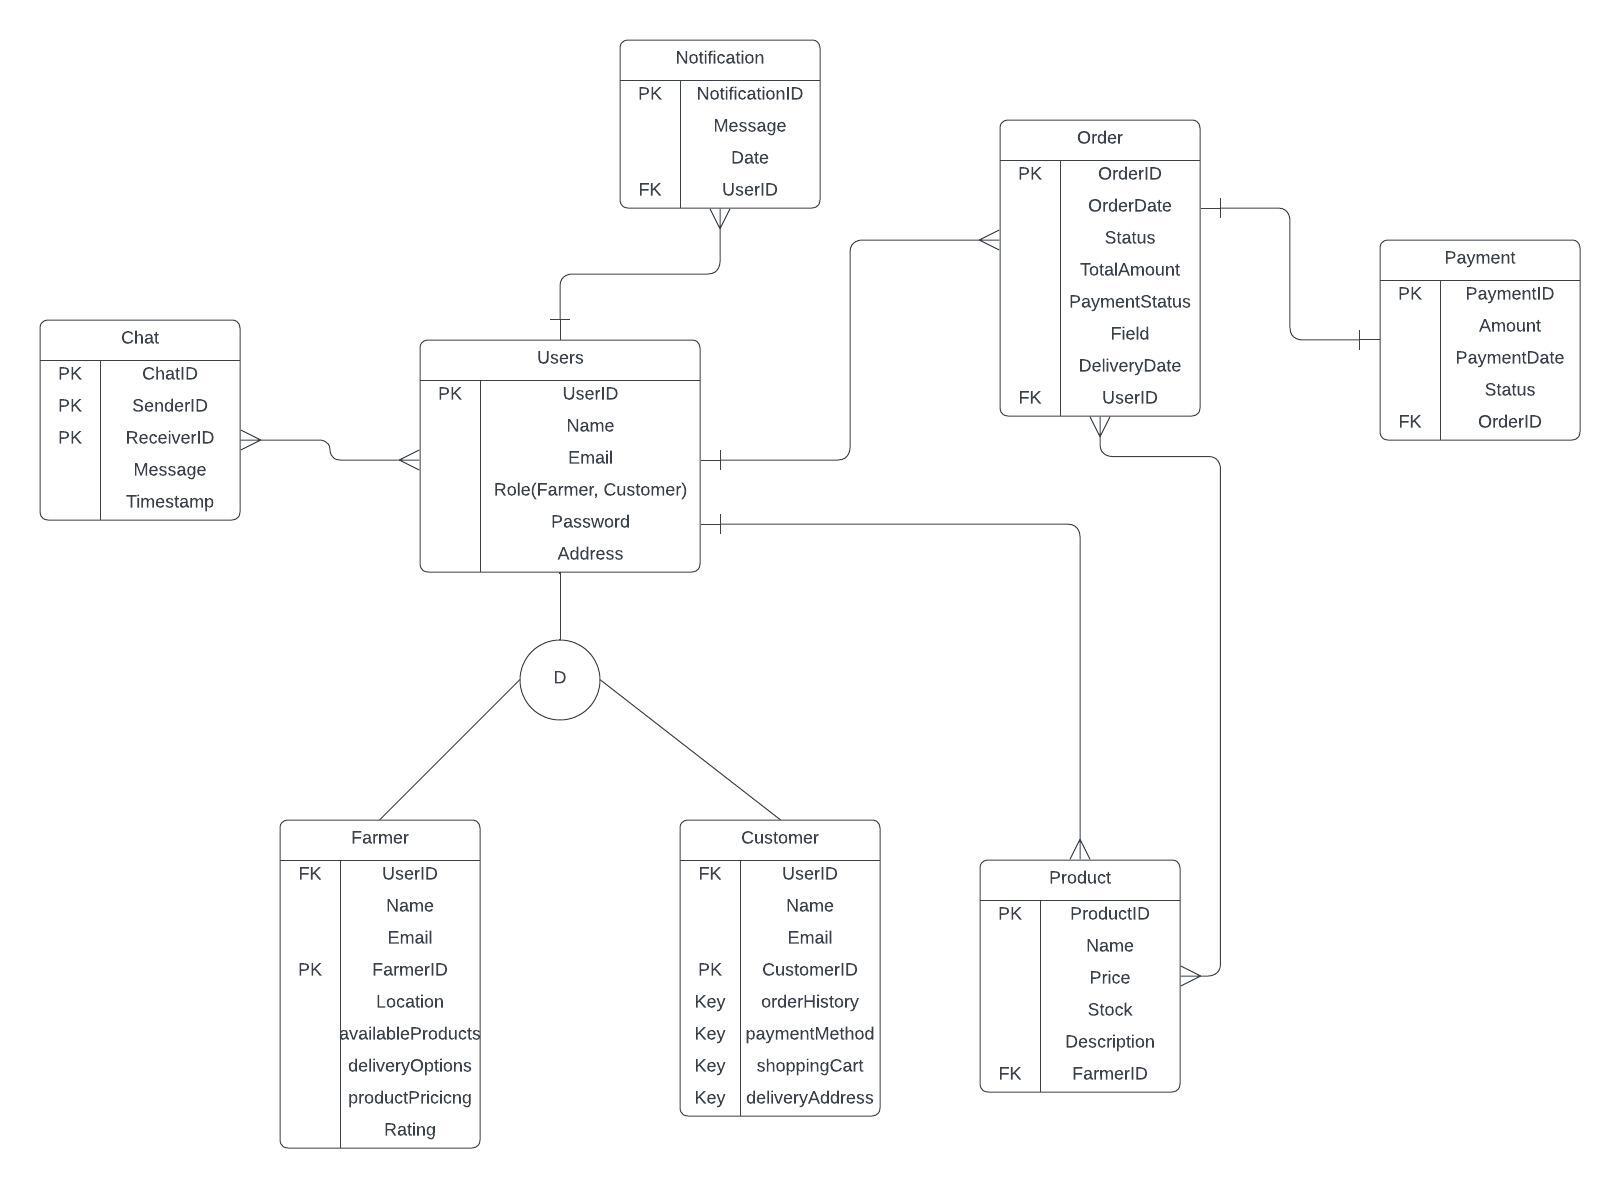 Notification
PK NotificationID
Message
Date
FK UserID
Order
PK OrderID
OrderDate
Status
TotalAmount
PaymentStatus
Field
DeliveryDate
FK UserID
Payment
PK PaymentID
Amount
PaymentDate
Status
FK OrderID
Chat
PK ChatID
PK SenderID
PK ReceiverID
Message
Timestamp
Users
PK UserID
Name
Email
Role(Farmer, Customer)
Password
Address
D
Farmer
FK UserID
Name
Email
PK FarmerID
Location
availableProducts
deliveryOptions
productPricicng
Rating
Customer
FK UserID
Name
Email
PK CustomerID
Key orderHistory
Key paymentMethod
Key shoppingCart
Key deliveryAddress
Product
PK ProductID
Name
Price
Stock
Description
FK FarmerID